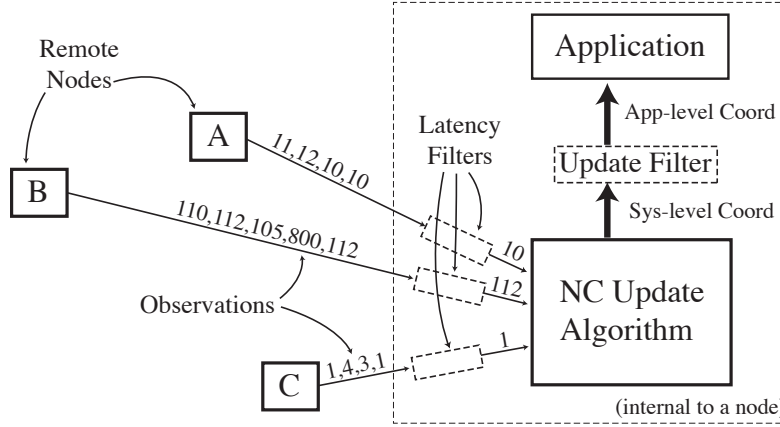 Remote
Nodes
Application
App-level Coord
Update Filter
Sys-level Coord
Latency
Filters
A
11,12,10,10
B
110,112,105,800,112
10
112
NC Update
Algorithm
Observations
1
C
1,4,3,1
(internal to a node)